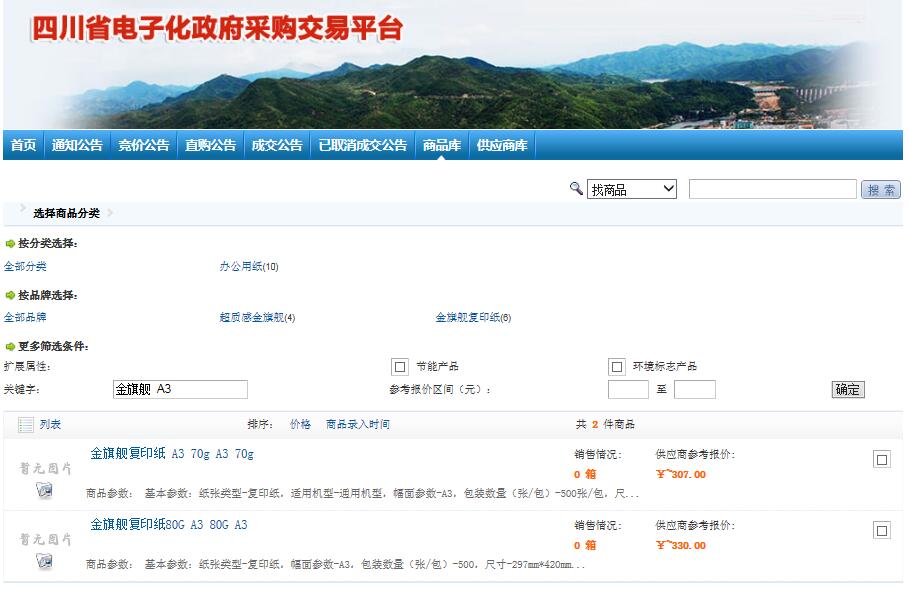 四川省电子化政府采购交易平台
首页 通知公告 竞价公告 直购公告 成交公告 已取消成交公告 商品库 供应商库
找商品 搜 索
选择商品分类
按分类选择：
全部分类 办公用纸(10)
按品牌选择：
全部品牌 超质感金旗舰(4) 金旗舰复印纸(6)
更多筛选条件：
扩展属性： 节能产品 环境标志产品
关键字： 金旗舰 A3 参考报价区间（元）： 至 确定
列表 排序： 价格 商品录入时间 共 2 件商品
金旗舰复印纸 A3 70g A3 70g 销售情况： 供应商参考报价：
暂无图片 0 箱 ￥~307.00
商品参数： 基本参数：纸张类型-复印纸，适用机型-通用机型，幅面参数-A3，包装数量（张/包）-500张/包，尺...
金旗舰复印纸80G A3 80G A3 销售情况： 供应商参考报价：
暂无图片 0 箱 ￥~330.00
商品参数： 基本参数：纸张类型-复印纸，幅面参数-A3，包装数量（张/包）-500，尺寸-297mm*420mm...